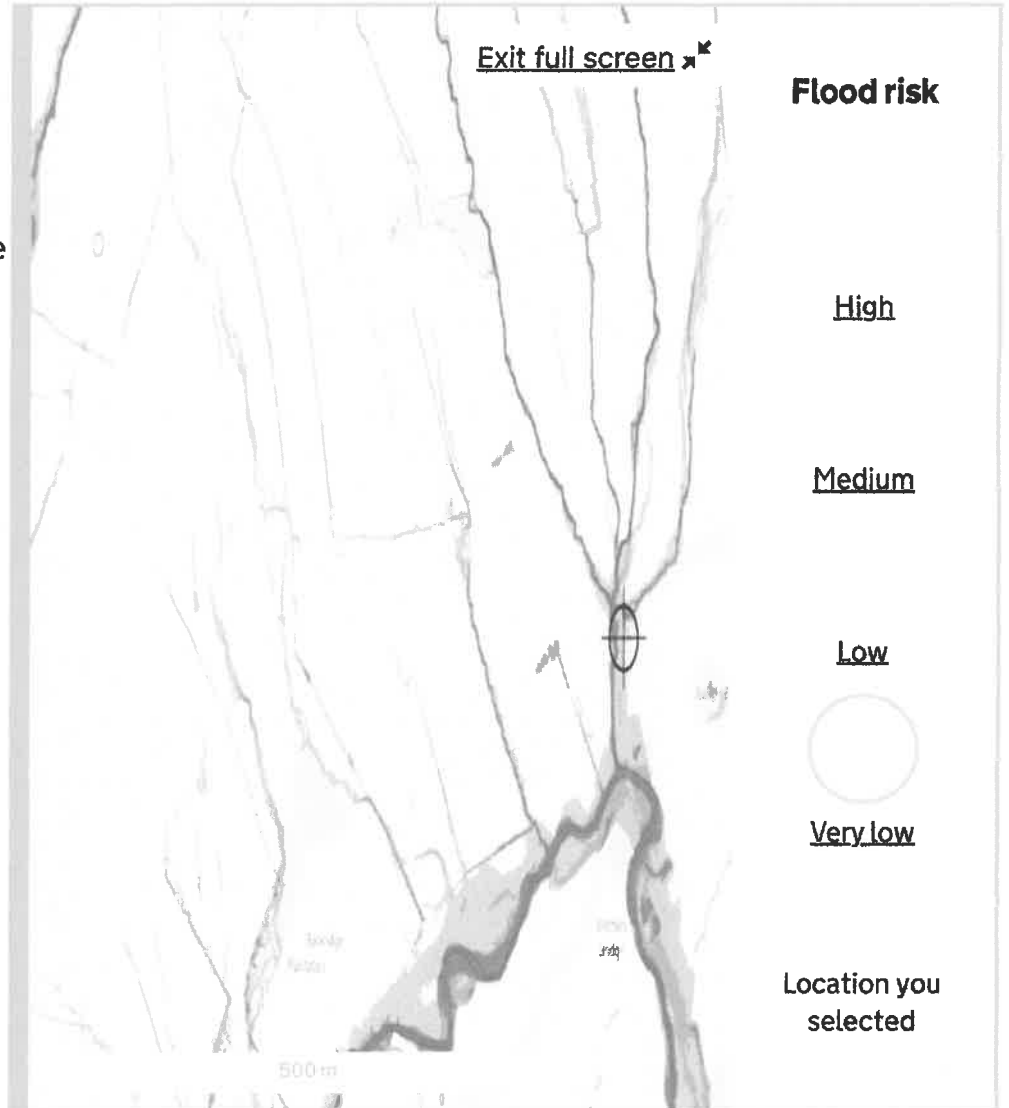 Exit full screen
Flood risk
e
High
Medium
Low
Very low
Location you
selected
500 m